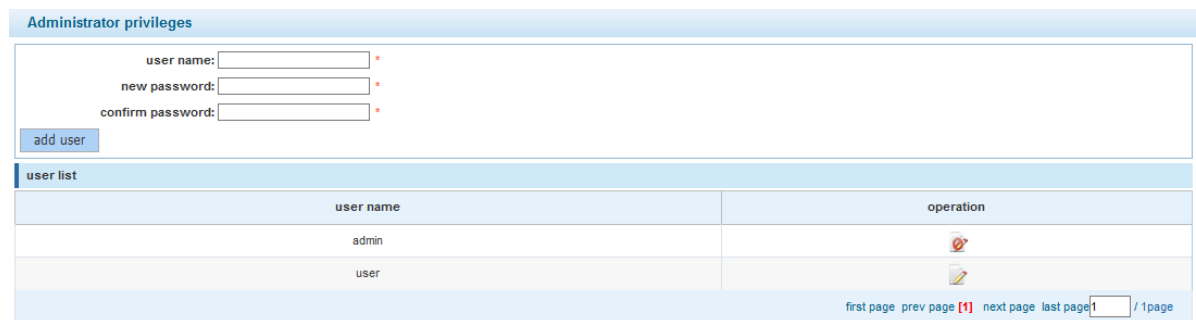 Administrator privileges
user name: *
new password: *
confirm password: *
add user
user list
user name operation
admin
user
first page prev page [1] next page last page 1 / 1page